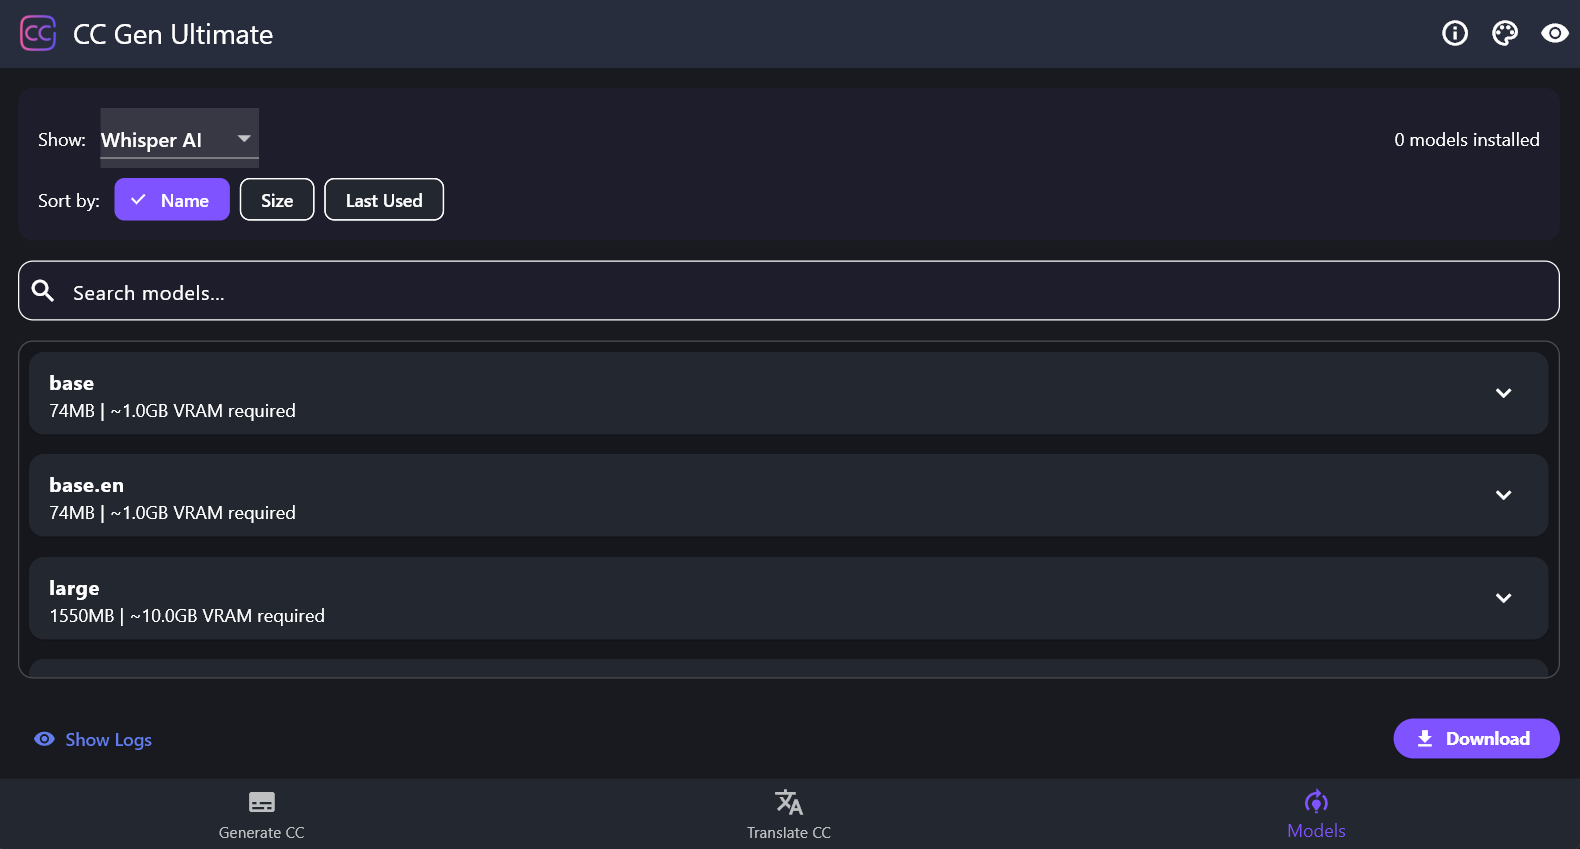 CC CC Gen Ultimate
Show: Whisper AI
0 models installed
Sort by: Name Size Last Used
Search models...
base
74MB | ~1.0GB VRAM required
base.en
74MB | ~1.0GB VRAM required
large
1550MB | ~10.0GB VRAM required
Show Logs
Download
Generate CC
Translate CC
Models